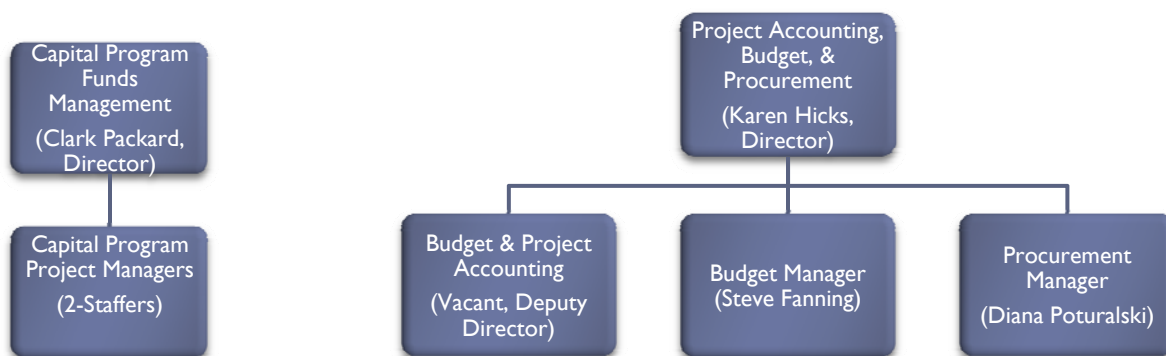 Capital Program
Funds
Management
(Clark Packard,
Director)
Capital Program
Project Managers
(2-Staffers)
Project Accounting,
Budget, &
Procurement
(Karen Hicks,
Director)
Budget & Project
Accounting
(Vacant, Deputy
Director)
Budget Manager
(Steve Fanning)
Procurement
Manager
(Diana Poturalski)